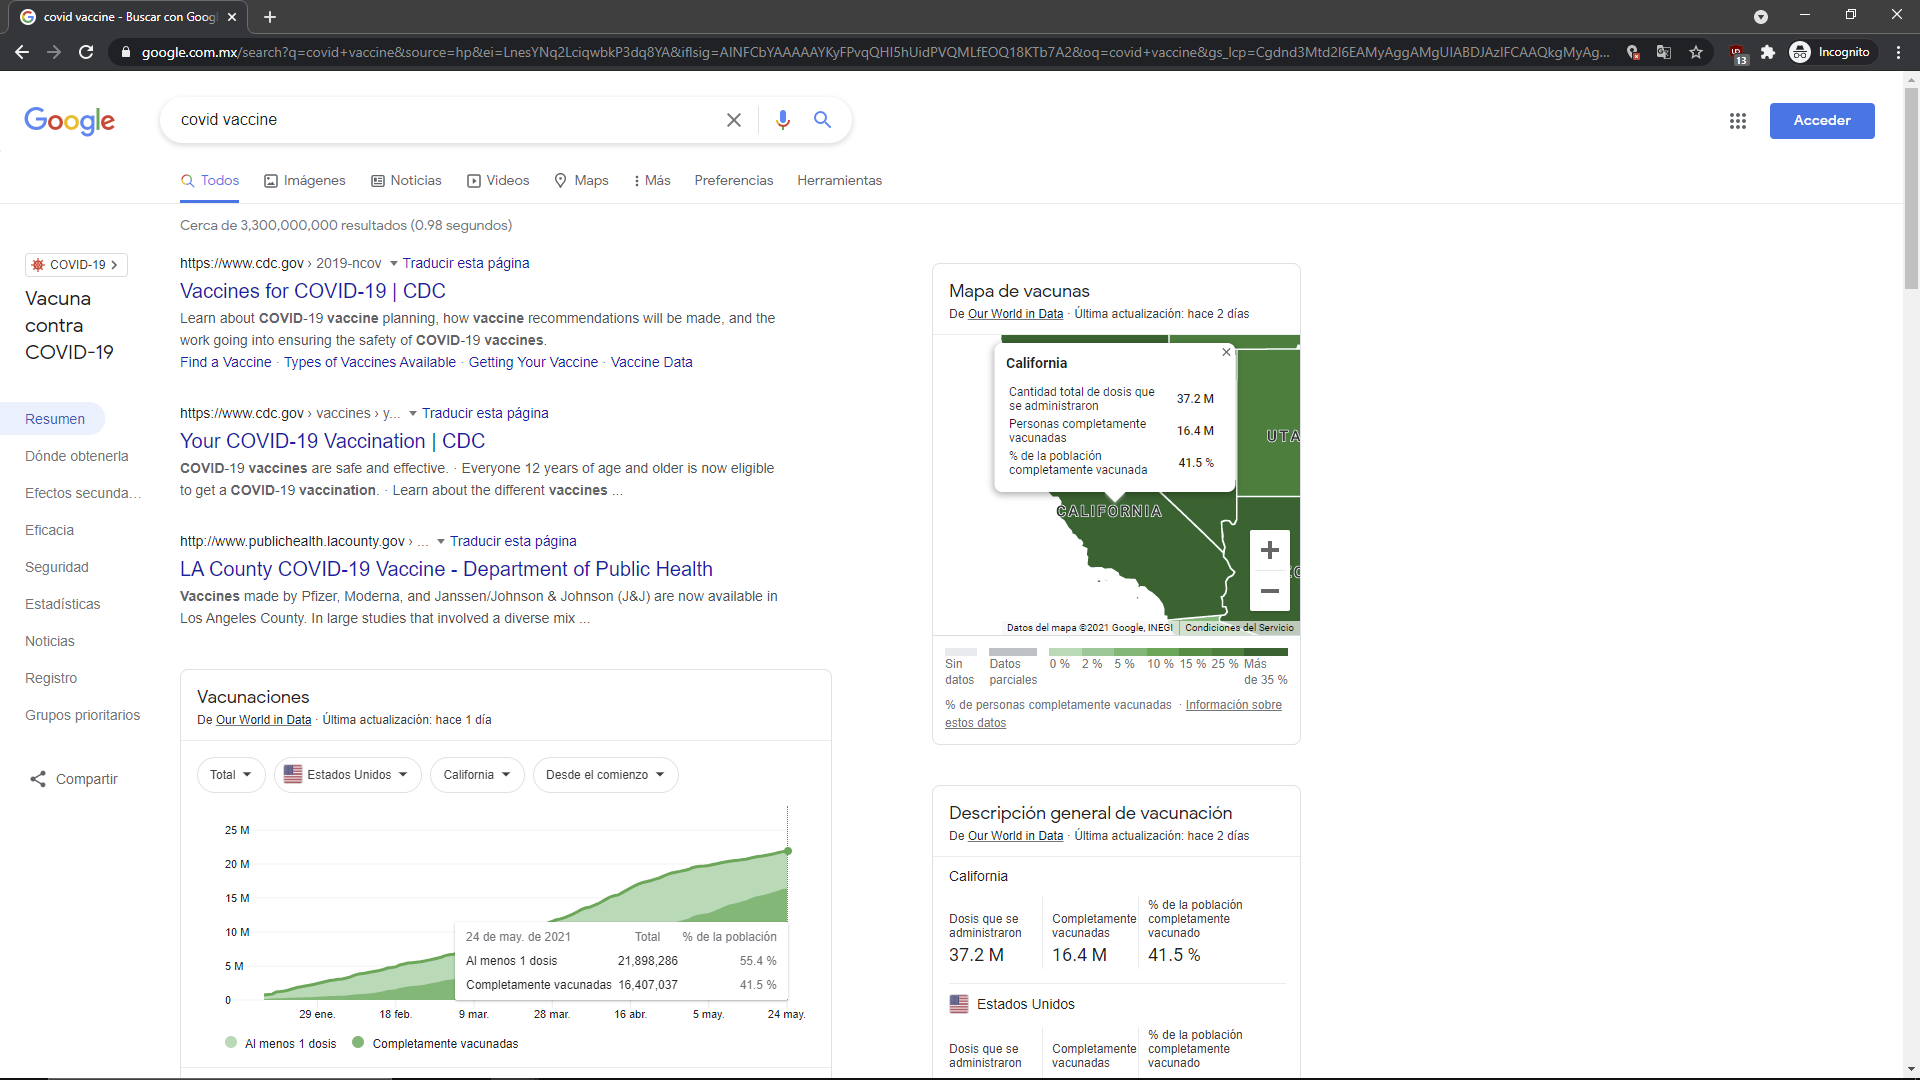 covid vaccine - Buscar con Goog
google.com.mx/search?q=covid+vaccine&source=hp&ei=LnesYNq2LciqwbkP3dq8YA&iflsig=AINFCbYAAAAAYKyFPvqQHI5hUidPVQMLfEOQ18KTb7A2&oq=covid+vaccine&gs_lcp=Cgdnd3Mtd2l6EAMyAggAMgUIABDJAzIFCAAQkgMyAg...
13
Incognito
Google
covid vaccine
Acceder
Todos
Imágenes
Noticias
Videos
Maps
Más
Preferencias
Herramientas
Cerca de 3,300,000,000 resultados (0.98 segundos)
COVID-19
Vacuna
contra
COVID-19
Resumen
Dónde obtenerla
Efectos secunda...
Eficacia
Seguridad
Estadísticas
Noticias
Registro
Grupos prioritarios
Compartir
https://www.cdc.gov › 2019-ncov Traducir esta página
Vaccines for COVID-19 | CDC
Learn about COVID-19 vaccine planning, how vaccine recommendations will be made, and the
work going into ensuring the safety of COVID-19 vaccines.
Find a Vaccine · Types of Vaccines Available · Getting Your Vaccine · Vaccine Data
https://www.cdc.gov › vaccines › y... Traducir esta página
Your COVID-19 Vaccination | CDC
COVID-19 vaccines are safe and effective. · Everyone 12 years of age and older is now eligible
to get a COVID-19 vaccination. · Learn about the different vaccines ...
http://www.publichealth.lacounty.gov › ... Traducir esta página
LA County COVID-19 Vaccine - Department of Public Health
Vaccines made by Pfizer, Moderna, and Janssen/Johnson & Johnson (J&J) are now available in
Los Angeles County. In large studies that involved a diverse mix ...
Vacunaciones
De Our World in Data · Última actualización: hace 1 día
Total
Estados Unidos
California
Desde el comienzo
25 M
20 M
15 M
10 M
5 M
0
24 de may. de 2021 Total % de la población
Al menos 1 dosis 21,898,286 55.4 %
Completamente vacunadas 16,407,037 41.5 %
29 ene. 18 feb. 9 mar. 28 mar. 16 abr. 5 may. 24 may.
Al menos 1 dosis Completamente vacunadas
Mapa de vacunas
De Our World in Data · Última actualización: hace 2 días
California
Cantidad total de dosis que
se administraron 37.2 M
Personas completamente
vacunadas 16.4 M
% de la población
completamente vacunada 41.5 %
UTA
CALIFORNIA
Datos del mapa ©2021 Google, INEGI Condiciones del Servicio
Sin
datos
Datos
parciales
0 % 2 % 5 % 10 % 15 % 25 % Más
de 35 %
% de personas completamente vacunadas · Información sobre
estos datos
Descripción general de vacunación
De Our World in Data · Última actualización: hace 2 días
California
Dosis que se
administraron
37.2 M
Completamente
vacunadas
16.4 M
% de la población
completamente
vacunado
41.5 %
Estados Unidos
Dosis que se
administraron
Completamente
vacunadas
% de la población
completamente
vacunado